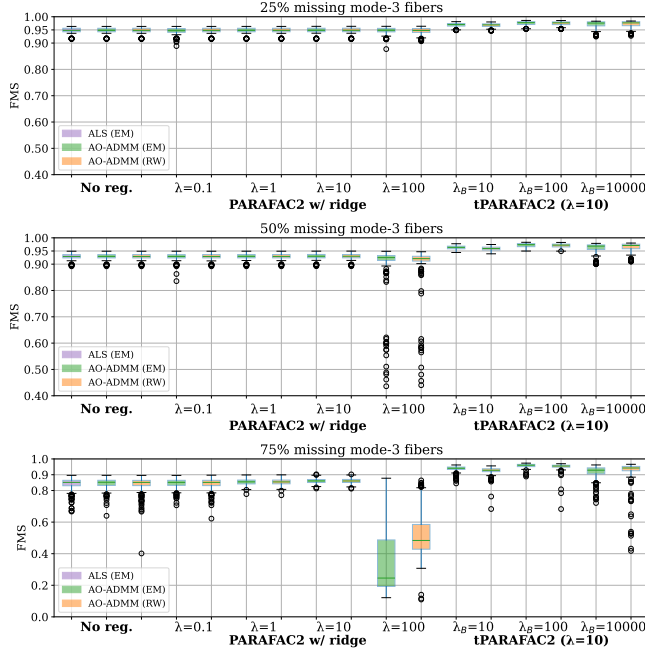 25% missing mode-3 fibers
1.00
0.95
0.90
0.80
0.70
0.60
0.50
0.40
FMS
ALS (EM)
AO-ADMM (EM)
AO-ADMM (RW)
No reg. λ=0.1 λ=1 λ=10 λ=100 λB=10 λB=100 λB=10000
PARAFAC2 w/ ridge tPARAFAC2 (λ=10)
50% missing mode-3 fibers
1.00
0.95
0.90
0.80
0.70
0.60
0.50
0.40
FMS
ALS (EM)
AO-ADMM (EM)
AO-ADMM (RW)
No reg. λ=0.1 λ=1 λ=10 λ=100 λB=10 λB=100 λB=10000
PARAFAC2 w/ ridge tPARAFAC2 (λ=10)
75% missing mode-3 fibers
1.0
0.9
0.8
0.6
0.4
0.2
0.0
FMS
ALS (EM)
AO-ADMM (EM)
AO-ADMM (RW)
No reg. λ=0.1 λ=1 λ=10 λ=100 λB=10 λB=100 λB=10000
PARAFAC2 w/ ridge tPARAFAC2 (λ=10)